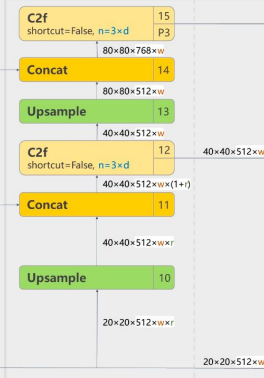 C2f 15
shortcut=False, n=3×d P3
80×80×768×w
Concat 14
80×80×512×w
Upsample 13
40×40×512×w
C2f 12
shortcut=False, n=3×d
40×40×512×w
40×40×512×w×(1+r)
Concat 11
40×40×512×w×r
Upsample 10
20×20×512×w×r
20×20×512×w